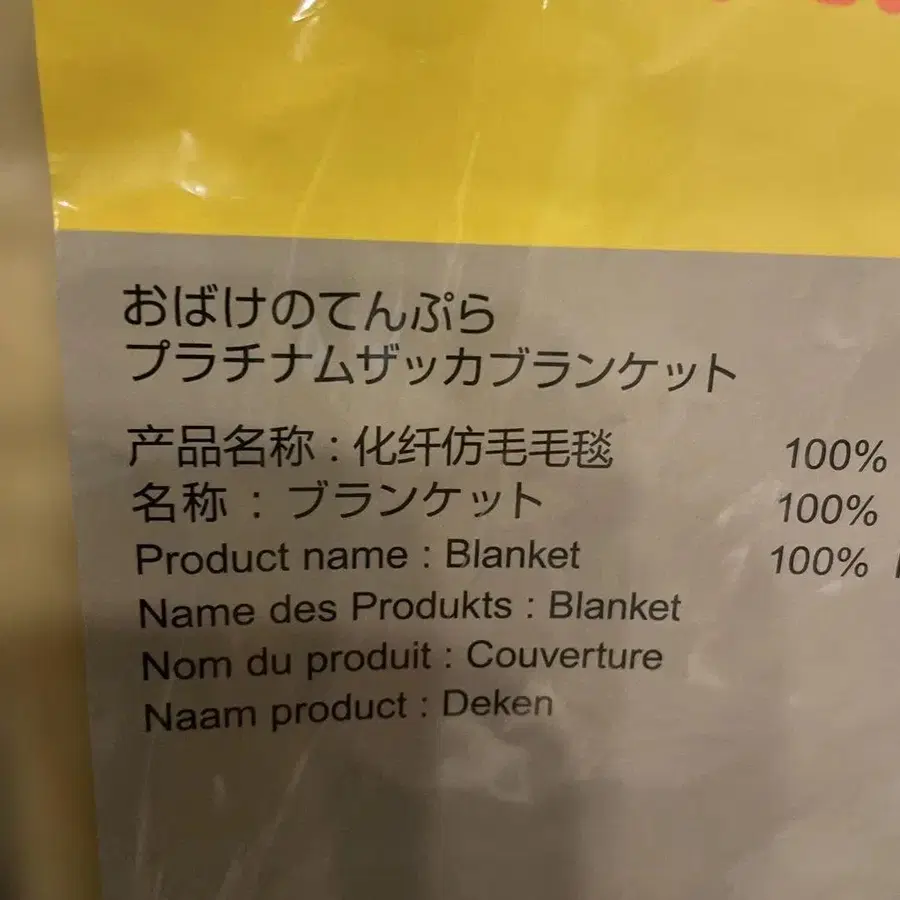 おばけのてんぷら
プラチナムザッカブランケット
产品名称 : 化纤仿毛毛毯 100%
名称 : ブランケット 100%
Product name : Blanket 100%
Name des Produkts : Blanket
Nom du produit : Couverture
Naam product : Deken